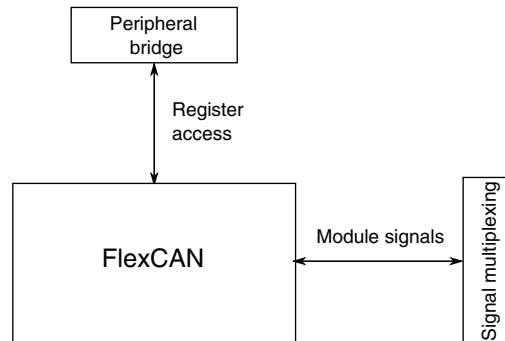 Peripheral
bridge
Register
access
FlexCAN
Module signals
Signal multiplexing